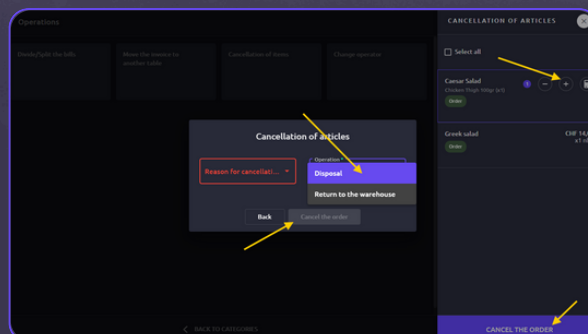 Operations
CANCELLATION OF ARTICLES
Divide/Split the bills
Move the invoice to
another table
Cancellation of items
Change operator
Select all
Caesar Salad
Chicken Thigh 100gr (x1)
1
Order
Greek salad
CHF 14,
Order
Cancellation of articles
Reason for cancellati...
Operation *
Disposal
Return to the warehouse
Back
Cancel the order
BACK TO CATEGORIES
CANCEL THE ORDER